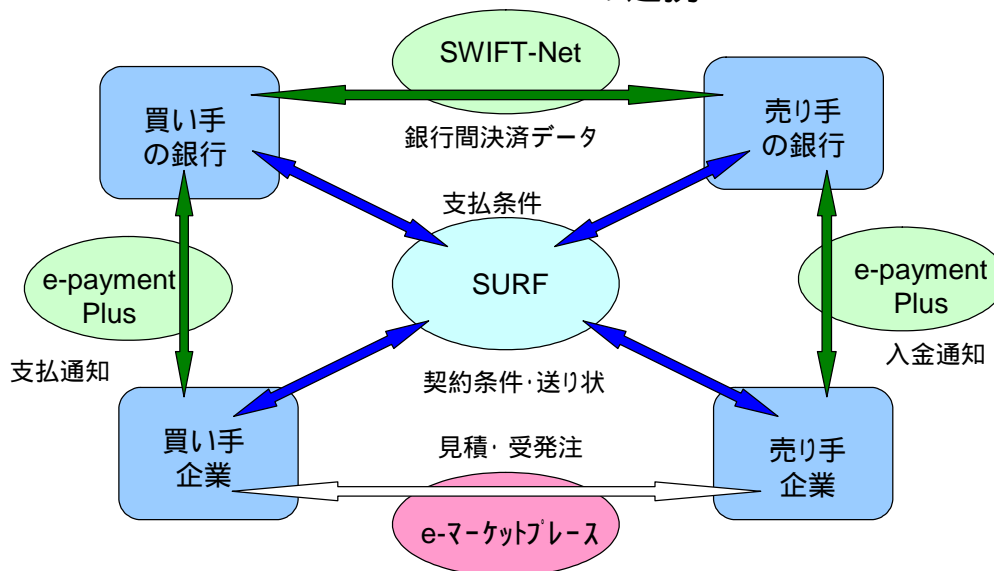 の連携
SWIFT-Net
買い手
の銀行
売り手
の銀行
銀行間決済データ
支払条件
e-payment
Plus
SURF
e-payment
Plus
支払通知
入金通知
契約条件・送り状
買い手
企業
見積・受発注
売り手
企業
e-マーケットプレース